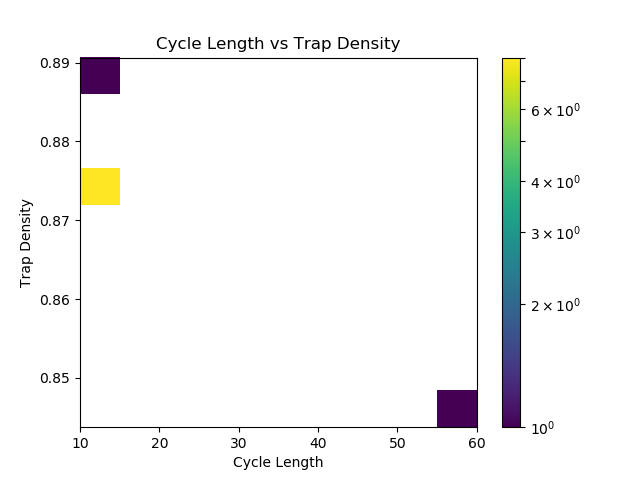 Cycle Length vs Trap Density
Trap Density
0.89
0.88
0.87
0.86
0.85
10 20 30 40 50 60
Cycle Length
6 × 10⁰
4 × 10⁰
3 × 10⁰
2 × 10⁰
10⁰